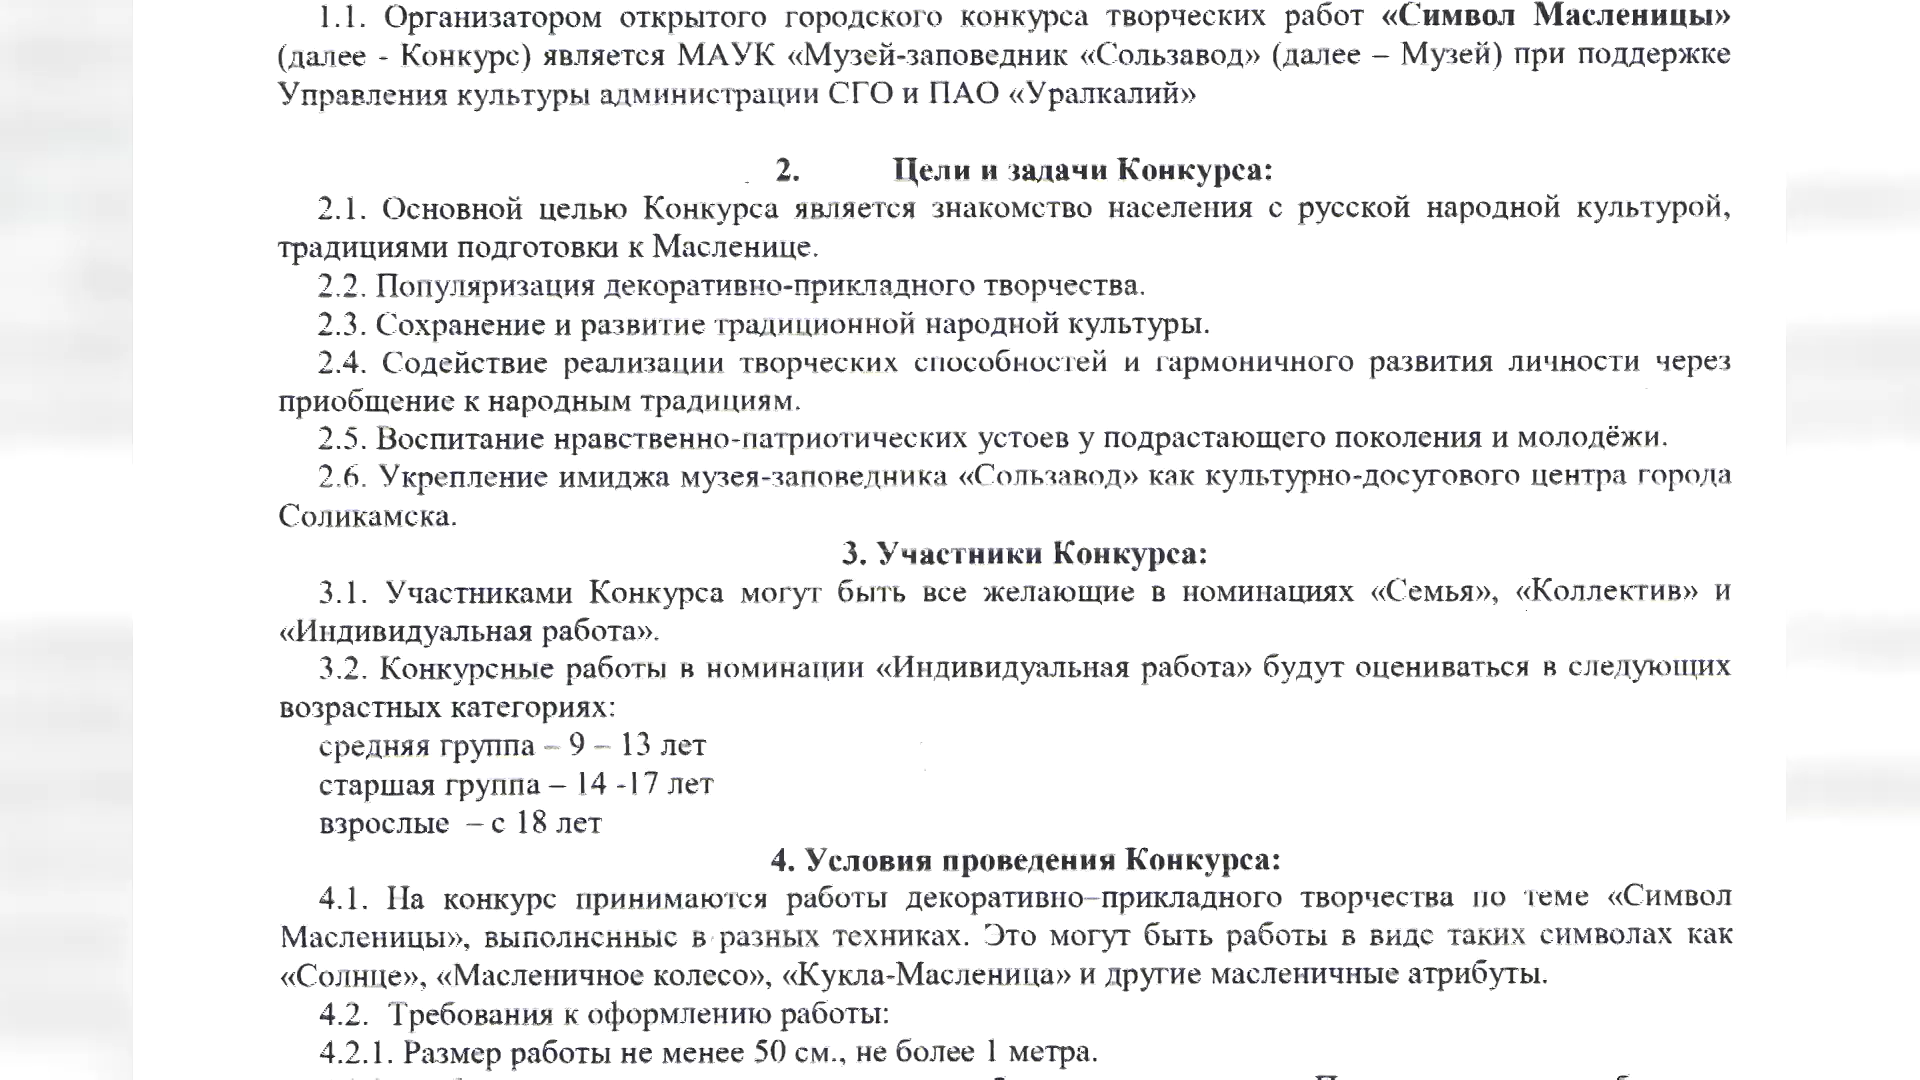 1.1. Организатором открытого городского конкурса творческих работ «Символ Масленицы»
(далее - Конкурс) является МАУК «Музей-заповедник «Сользавод» (далее – Музей) при поддержке
Управления культуры администрации СГО и ПАО «Уралкалий»
2. Цели и задачи Конкурса:
2.1. Основной целью Конкурса является знакомство населения с русской народной культурой,
традициями подготовки к Масленице.
2.2. Популяризация декоративно-прикладного творчества.
2.3. Сохранение и развитие традиционной народной культуры.
2.4. Содействие реализации творческих способностей и гармоничного развития личности через
приобщение к народным традициям.
2.5. Воспитание нравственно-патриотических устоев у подрастающего поколения и молодёжи.
2.6. Укрепление имиджа музея-заповедника «Сользавод» как культурно-досугового центра города
Соликамска.
3. Участники Конкурса:
3.1. Участниками Конкурса могут быть все желающие в номинациях «Семья», «Коллектив» и
«Индивидуальная работа».
3.2. Конкурсные работы в номинации «Индивидуальная работа» будут оцениваться в следующих
возрастных категориях:
средняя группа – 9 – 13 лет
старшая группа – 14 -17 лет
взрослые – с 18 лет
4. Условия проведения Конкурса:
4.1. На конкурс принимаются работы декоративно–прикладного творчества по теме «Символ
Масленицы», выполненные в разных техниках. Это могут быть работы в виде таких символах как
«Солнце», «Масленичное колесо», «Кукла-Масленица» и другие масленичные атрибуты.
4.2. Требования к оформлению работы:
4.2.1. Размер работы не менее 50 см., не более 1 метра.